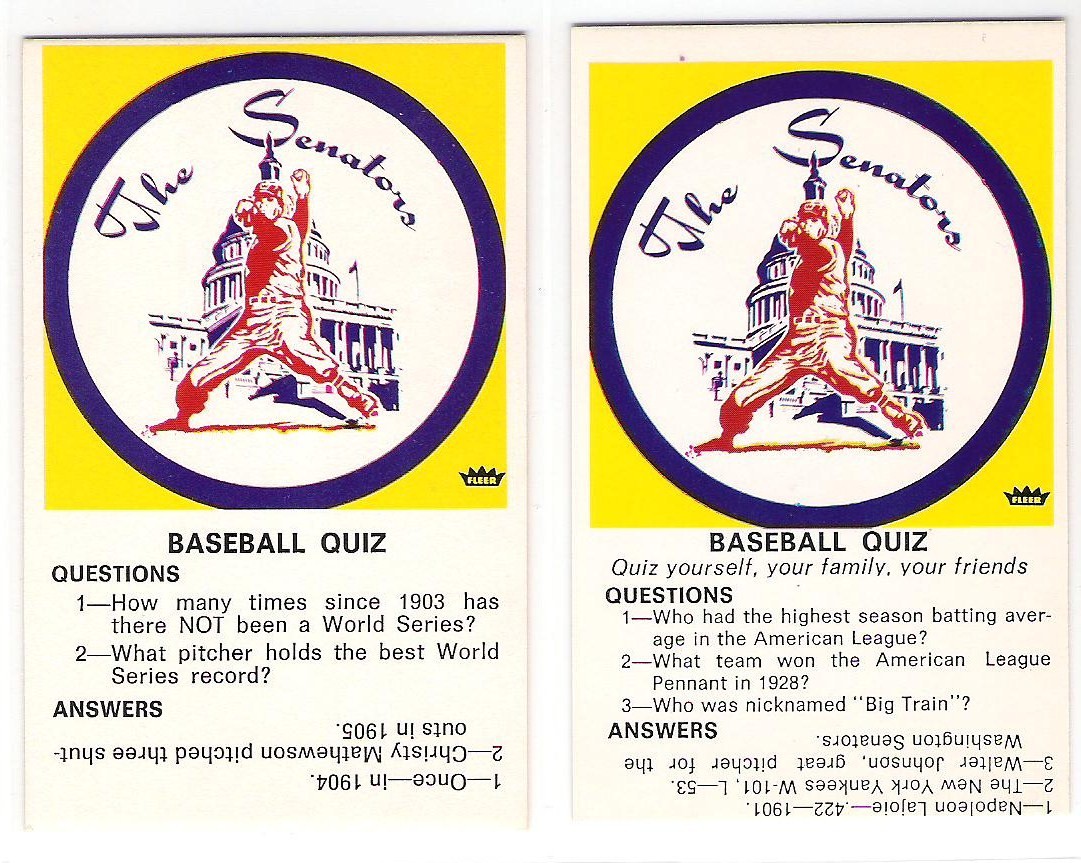 The Senators
FLEER
BASEBALL QUIZ
QUESTIONS
1—How many times since 1903 has
there NOT been a World Series?
2—What pitcher holds the best World
Series record?
ANSWERS
1—Once—in—1904.
2—Christy Mathewson pitched three shut-
outs in 1905.
The Senators
FLEER
BASEBALL QUIZ
Quiz yourself, your family, your friends
QUESTIONS
1—Who had the highest season batting aver-
age in the American League?
2—What team won the American League
Pennant in 1928?
3—Who was nicknamed "Big Train"?
ANSWERS
1—Napoleon Lajoie—.422—1901.
2—The New York Yankees W-101, L—53.
3—Walter Johnson, great pitcher for the
Washington Senators.